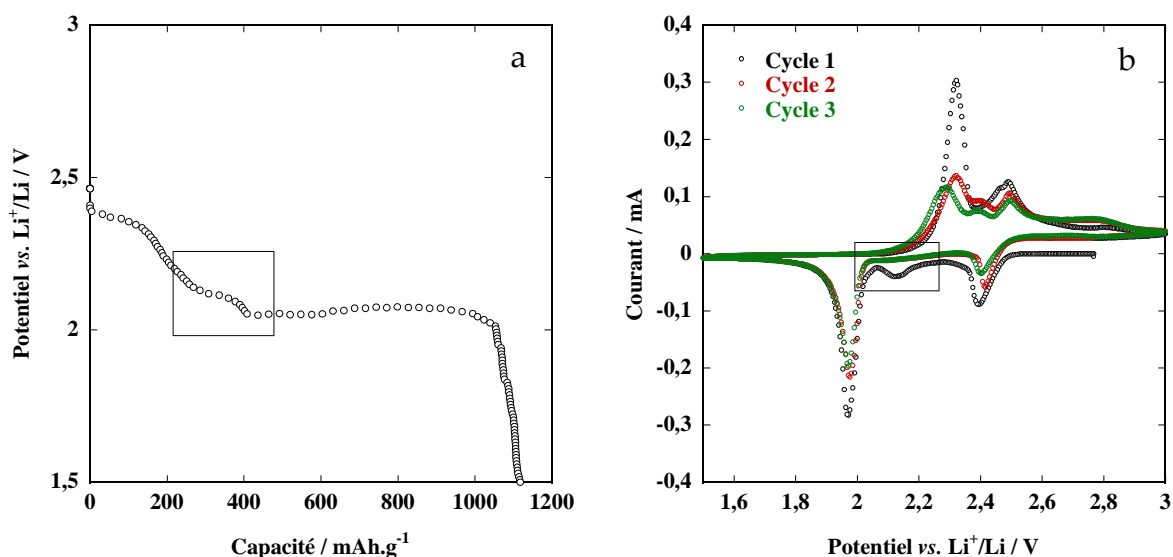 a
3
2,5
2
1,5
Potentiel vs. Li⁺/Li / V
0 200 400 600 800 1000 1200
Capacité / mAh.g⁻¹
b
Cycle 1
Cycle 2
Cycle 3
0,4
0,3
0,2
0,1
0
-0,1
-0,2
-0,3
-0,4
Courant / mA
1,6 1,8 2 2,2 2,4 2,6 2,8 3
Potentiel vs. Li⁺/Li / V